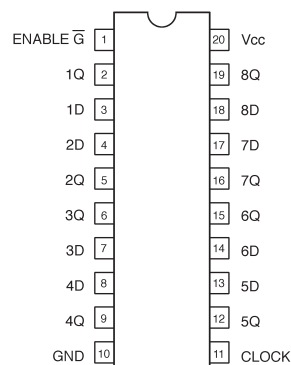 ENABLE G̅ 1 20 Vcc
1Q 2 19 8Q
1D 3 18 8D
2D 4 17 7D
2Q 5 16 7Q
3Q 6 15 6Q
3D 7 14 6D
4D 8 13 5D
4Q 9 12 5Q
GND 10 11 CLOCK